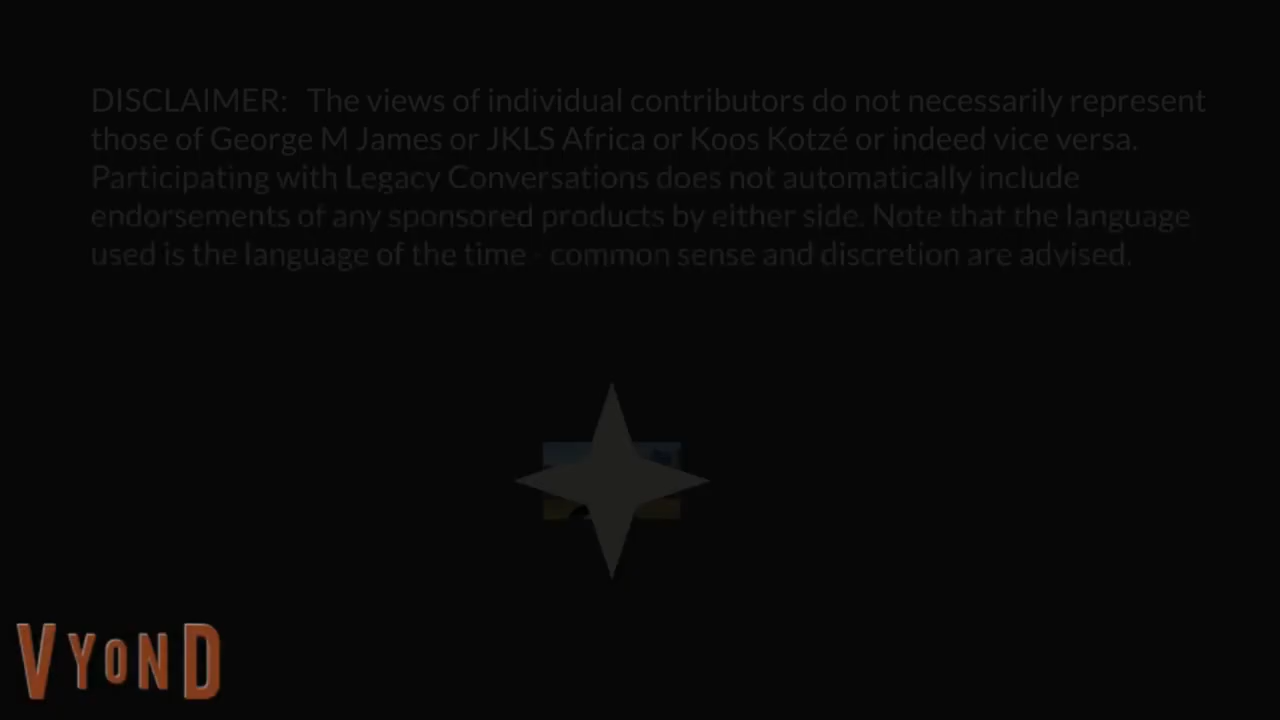 DISCLAIMER: The views of individual contributors do not necessarily represent
those of George M James or JKLS Africa or Koos Kotzé or indeed vice versa.
Participating with Legacy Conversations does not automatically include
endorsements of any sponsored products by either side. Note that the language
used is the language of the time - common sense and discretion are advised.
VYOND